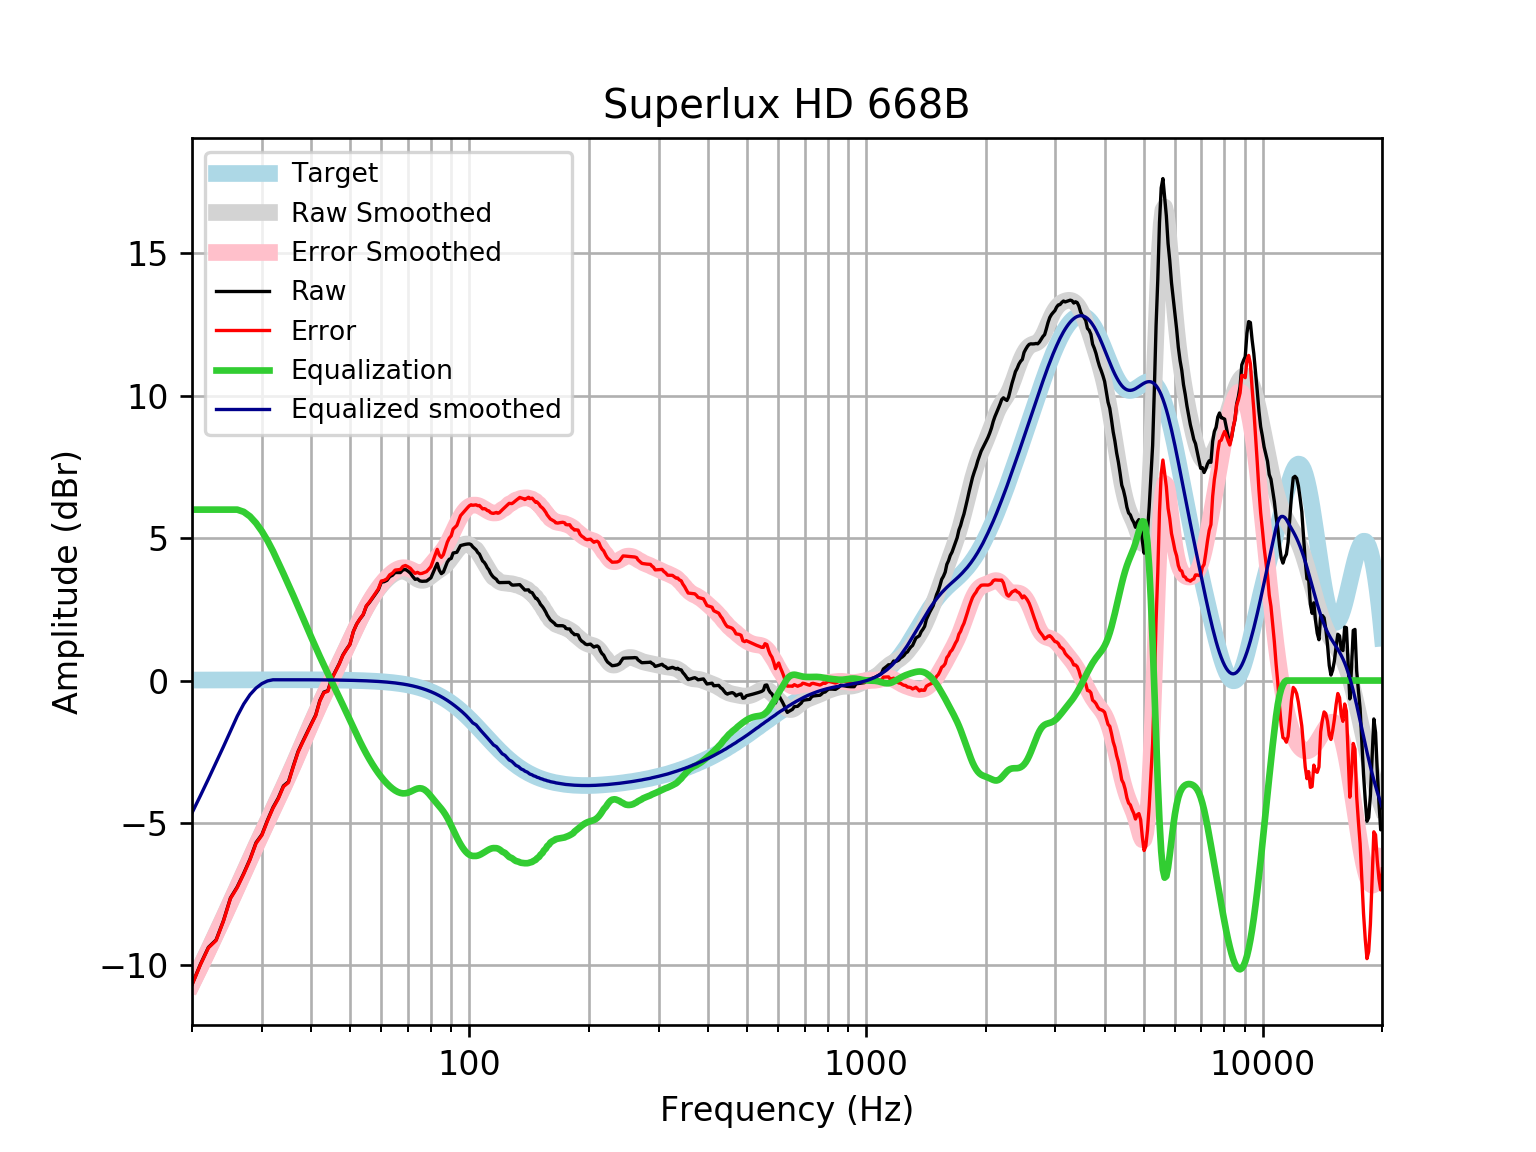 Superlux HD 668B
Target
Raw Smoothed
Error Smoothed
Raw
Error
Equalization
Equalized smoothed
15
10
5
0
−5
−10
Amplitude (dBr)
100 1000 10000
Frequency (Hz)